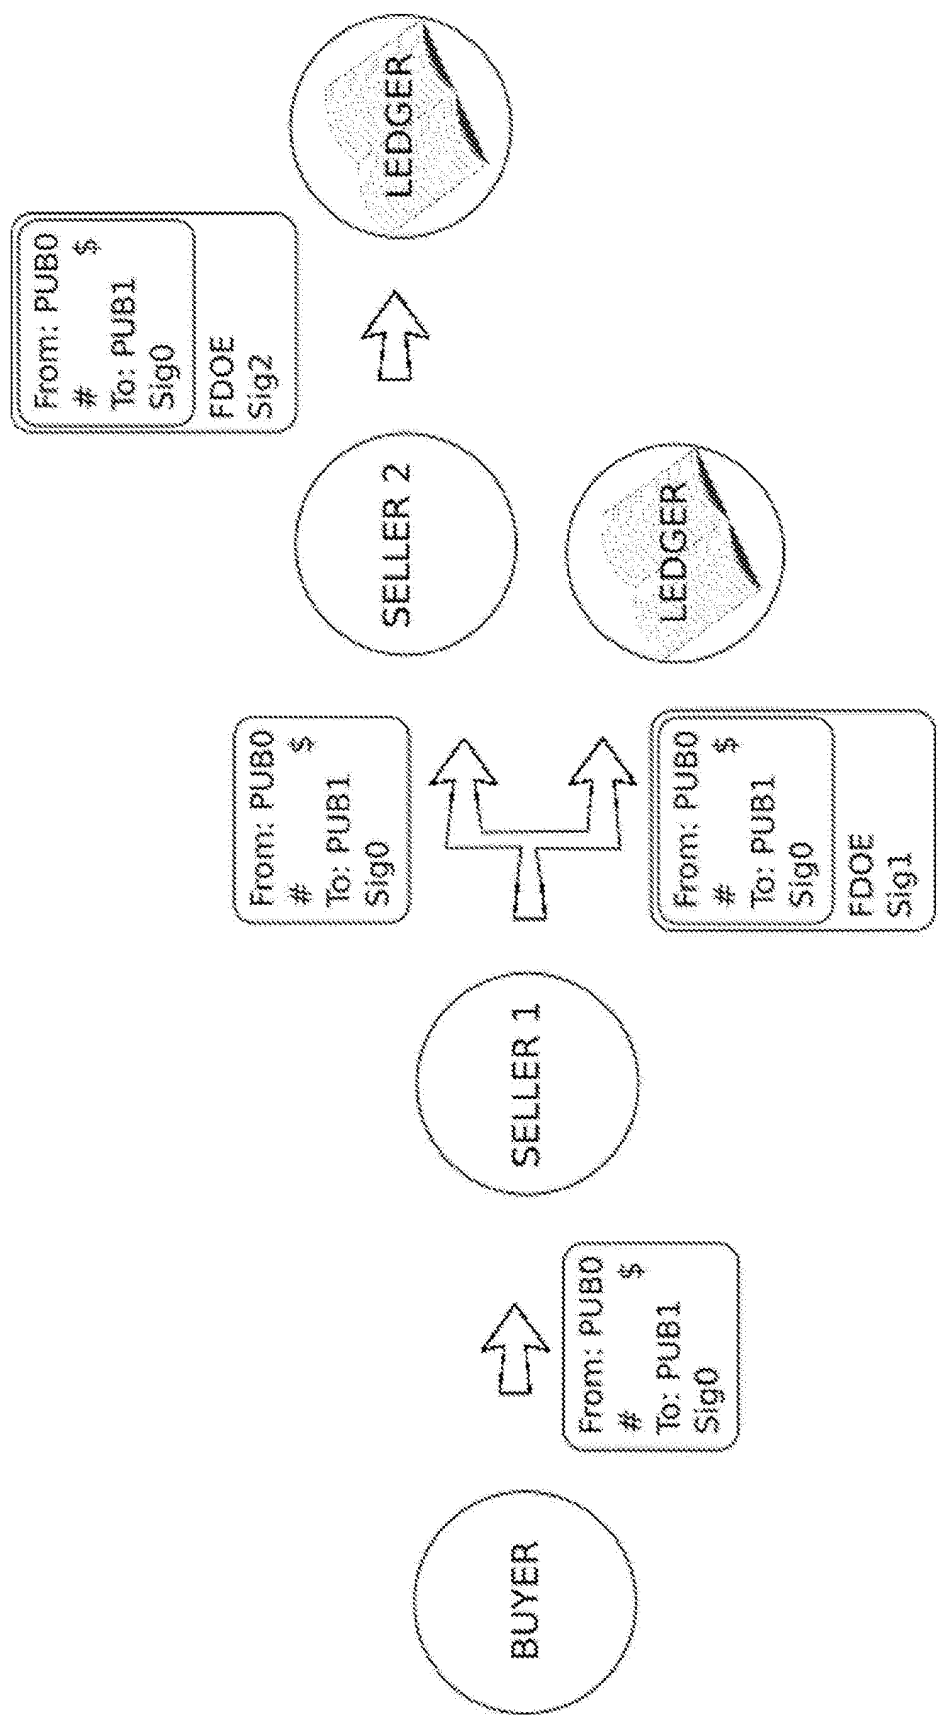 BUYER
From: PUB0
# $
To: PUB1
Sig0
SELLER 1
From: PUB0
# $
To: PUB1
Sig0
From: PUB0
# $
To: PUB1
Sig0
FDOE
Sig1
SELLER 2
LEDGER
From: PUB0
# $
To: PUB1
Sig0
FDOE
Sig2
LEDGER